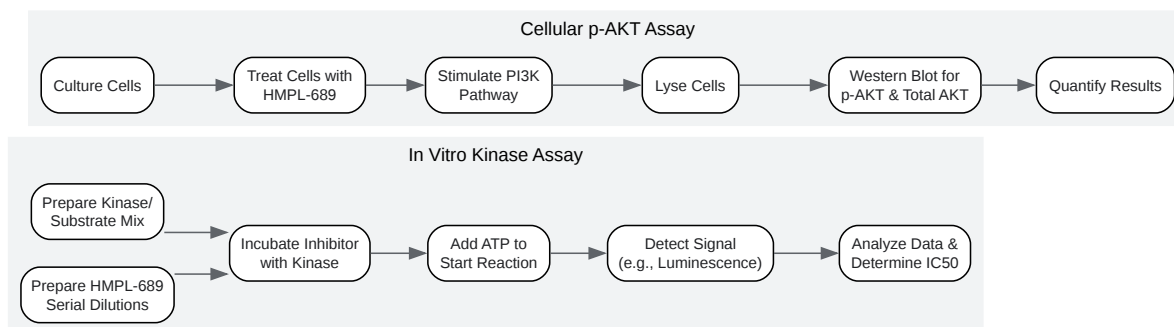 Cellular p-AKT Assay
Culture Cells
Treat Cells with
HMPL-689
Stimulate PI3K
Pathway
Lyse Cells
Western Blot for
p-AKT & Total AKT
Quantify Results
In Vitro Kinase Assay
Prepare Kinase/
Substrate Mix
Prepare HMPL-689
Serial Dilutions
Incubate Inhibitor
with Kinase
Add ATP to
Start Reaction
Detect Signal
(e.g., Luminescence)
Analyze Data &
Determine IC50